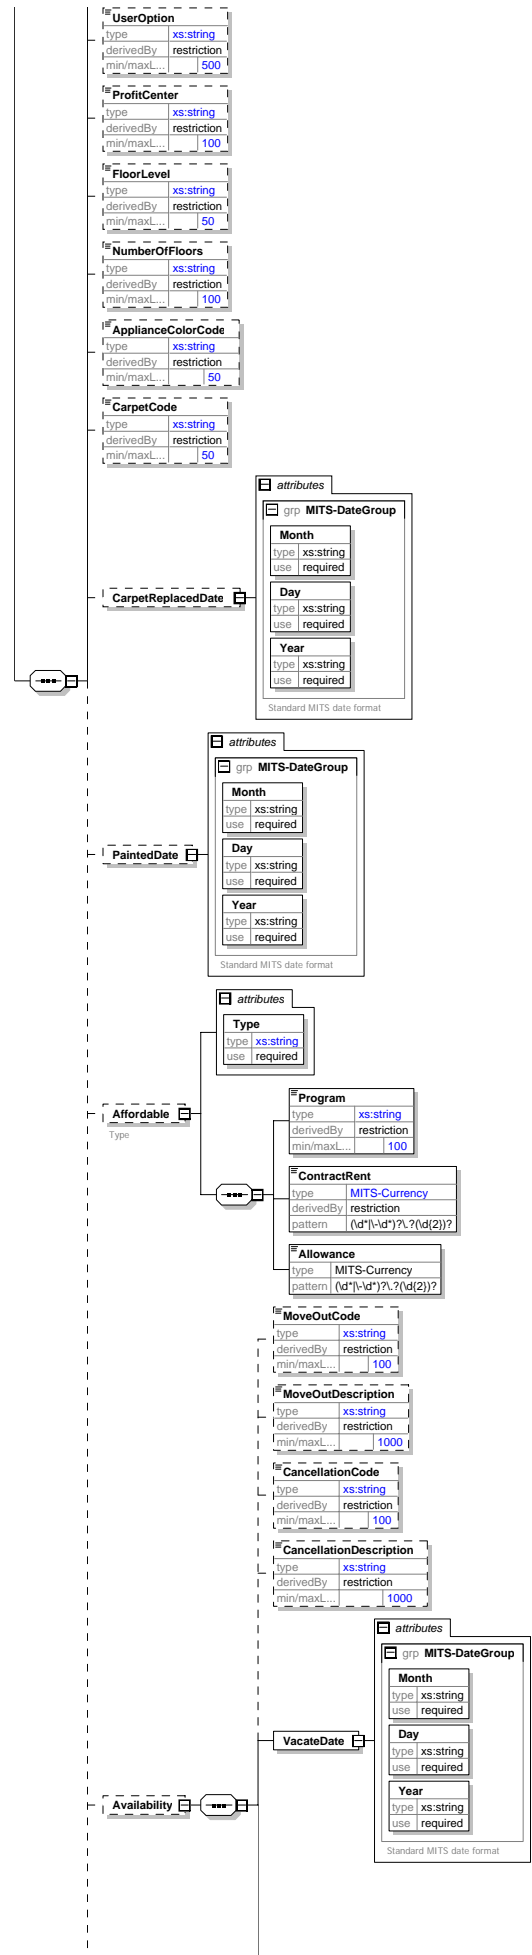 UserOption
type xs:string
derivedBy restriction
min/maxL... 500
ProfitCenter
type xs:string
derivedBy restriction
min/maxL... 100
FloorLevel
type xs:string
derivedBy restriction
min/maxL... 50
NumberOfFloors
type xs:string
derivedBy restriction
min/maxL... 100
ApplianceColorCode
type xs:string
derivedBy restriction
min/maxL... 50
CarpetCode
type xs:string
derivedBy restriction
min/maxL... 50
attributes
grp MITS-DateGroup
Month
type xs:string
use required
Day
type xs:string
use required
Year
type xs:string
use required
Standard MITS date format
CarpetReplacedDate
attributes
grp MITS-DateGroup
Month
type xs:string
use required
Day
type xs:string
use required
Year
type xs:string
use required
Standard MITS date format
PaintedDate
attributes
Type
type xs:string
use required
Affordable
Type
Program
type xs:string
derivedBy restriction
min/maxL... 100
ContractRent
type MITS-Currency
derivedBy restriction
pattern (\d*|\-\d*)?\.?(\d{2})?
Allowance
type MITS-Currency
pattern (\d*|\-\d*)?\.?(\d{2})?
MoveOutCode
type xs:string
derivedBy restriction
min/maxL... 100
MoveOutDescription
type xs:string
derivedBy restriction
min/maxL... 1000
CancellationCode
type xs:string
derivedBy restriction
min/maxL... 100
CancellationDescription
type xs:string
derivedBy restriction
min/maxL... 1000
attributes
grp MITS-DateGroup
Month
type xs:string
use required
VacateDate
Day
type xs:string
use required
Year
type xs:string
use required
Standard MITS date format
Availability